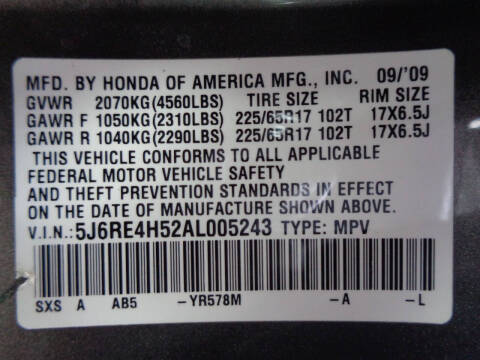 MFD. BY HONDA OF AMERICA MFG., INC. 09/'09
GVWR 2070KG(4560LBS) TIRE SIZE RIM SIZE
GAWR F 1050KG(2310LBS) 225/65R17 102T 17X6.5J
GAWR R 1040KG(2290LBS) 225/65R17 102T 17X6.5J
THIS VEHICLE CONFORMS TO ALL APPLICABLE
FEDERAL MOTOR VEHICLE SAFETY
AND THEFT PREVENTION STANDARDS IN EFFECT
ON THE DATE OF MANUFACTURE SHOWN ABOVE.
V.I.N.:5J6RE4H52AL005243 TYPE: MPV
SXS A AB5 -YR578M -A -L